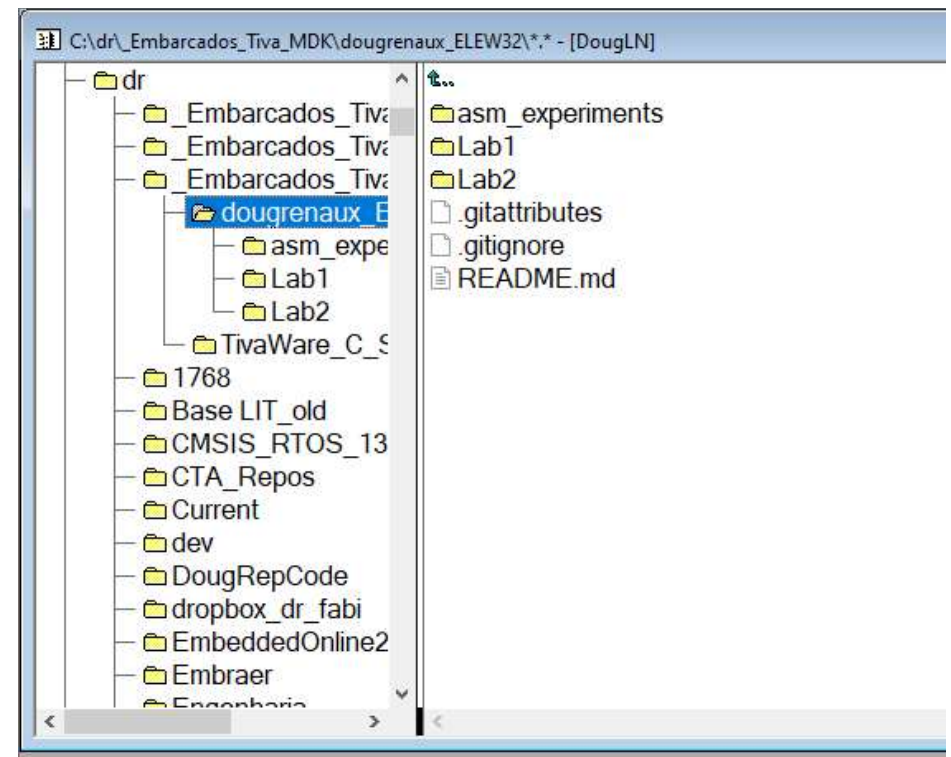 C:\dr\_Embarcados_Tiva_MDK\dougrenaux_ELEW32\*.* - [DougLN]
dr
_Embarcados_Tiva
_Embarcados_Tiva
_Embarcados_Tiva
dougrenaux_E
asm_expe
Lab1
Lab2
TivaWare_C_S
1768
Base LIT_old
CMSIS_RTOS_13
CTA_Repos
Current
dev
DougRepCode
dropbox_dr_fabi
EmbeddedOnline2
Embraer
Engenharia
..
asm_experiments
Lab1
Lab2
.gitattributes
.gitignore
README.md